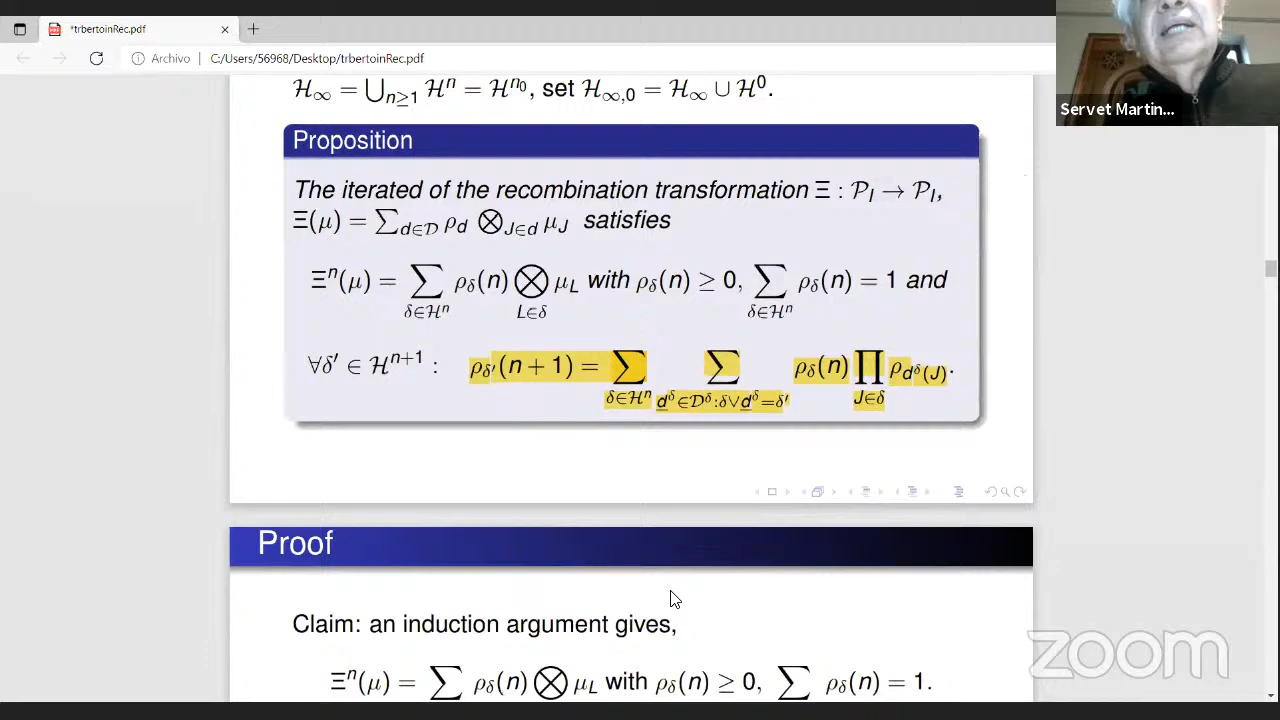 *trbertoinRec.pdf
Archivo | C:/Users/56968/Desktop/trbertoinRec.pdf
Servet Martin...
ℋ_∞ = ⋃_{n≥1} ℋ^n = ℋ^{n_0}, set ℋ_{∞,0} = ℋ_∞ ∪ ℋ^0.
Proposition
The iterated of the recombination transformation Ξ : 𝒫_I → 𝒫_I,
Ξ(μ) = ∑_{d∈𝒟} ρ_d ⨂_{J∈d} μ_J satisfies
Ξ^n(μ) = ∑_{δ∈ℋ^n} ρ_δ(n) ⨂_{L∈δ} μ_L with ρ_δ(n) ≥ 0, ∑_{δ∈ℋ^n} ρ_δ(n) = 1 and
∀δ′ ∈ ℋ^{n+1} : ρ_{δ′}(n + 1) = ∑_{δ∈ℋ^n} ∑_{d^δ∈𝒟^δ:δ∨d^δ=δ′} ρ_δ(n) ∏_{J∈δ} ρ_{d^δ(J)}.
Proof
Claim: an induction argument gives,
Ξ^n(μ) = ∑ ρ_δ(n) ⨂ μ_L with ρ_δ(n) ≥ 0, ∑ ρ_δ(n) = 1.
zoom